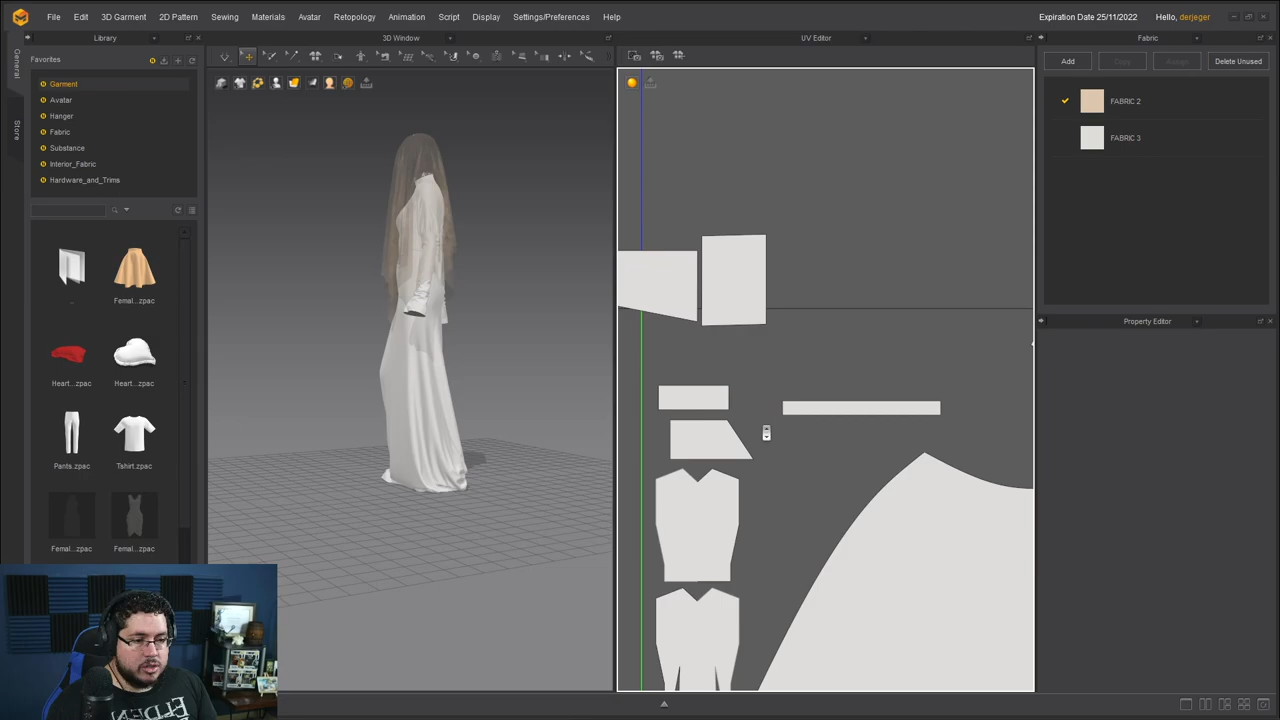 File Edit 3D Garment 2D Pattern Sewing Materials Avatar Retopology Animation Script Display Settings/Preferences Help
Expiration Date 25/11/2022 Hello, derjeger
Library
3D Window
UV Editor
Fabric
General
Store
Favorites
Garment
Avatar
Hanger
Fabric
Substance
Interior_Fabric
Hardware_and_Trims
..
Femal...zpac
Heart...zpac
Heart...zpac
Pants.zpac
Tshirt.zpac
Femal...zpac
Femal...zpac
Add Copy Assign Delete Unused
FABRIC 2
FABRIC 3
Property Editor